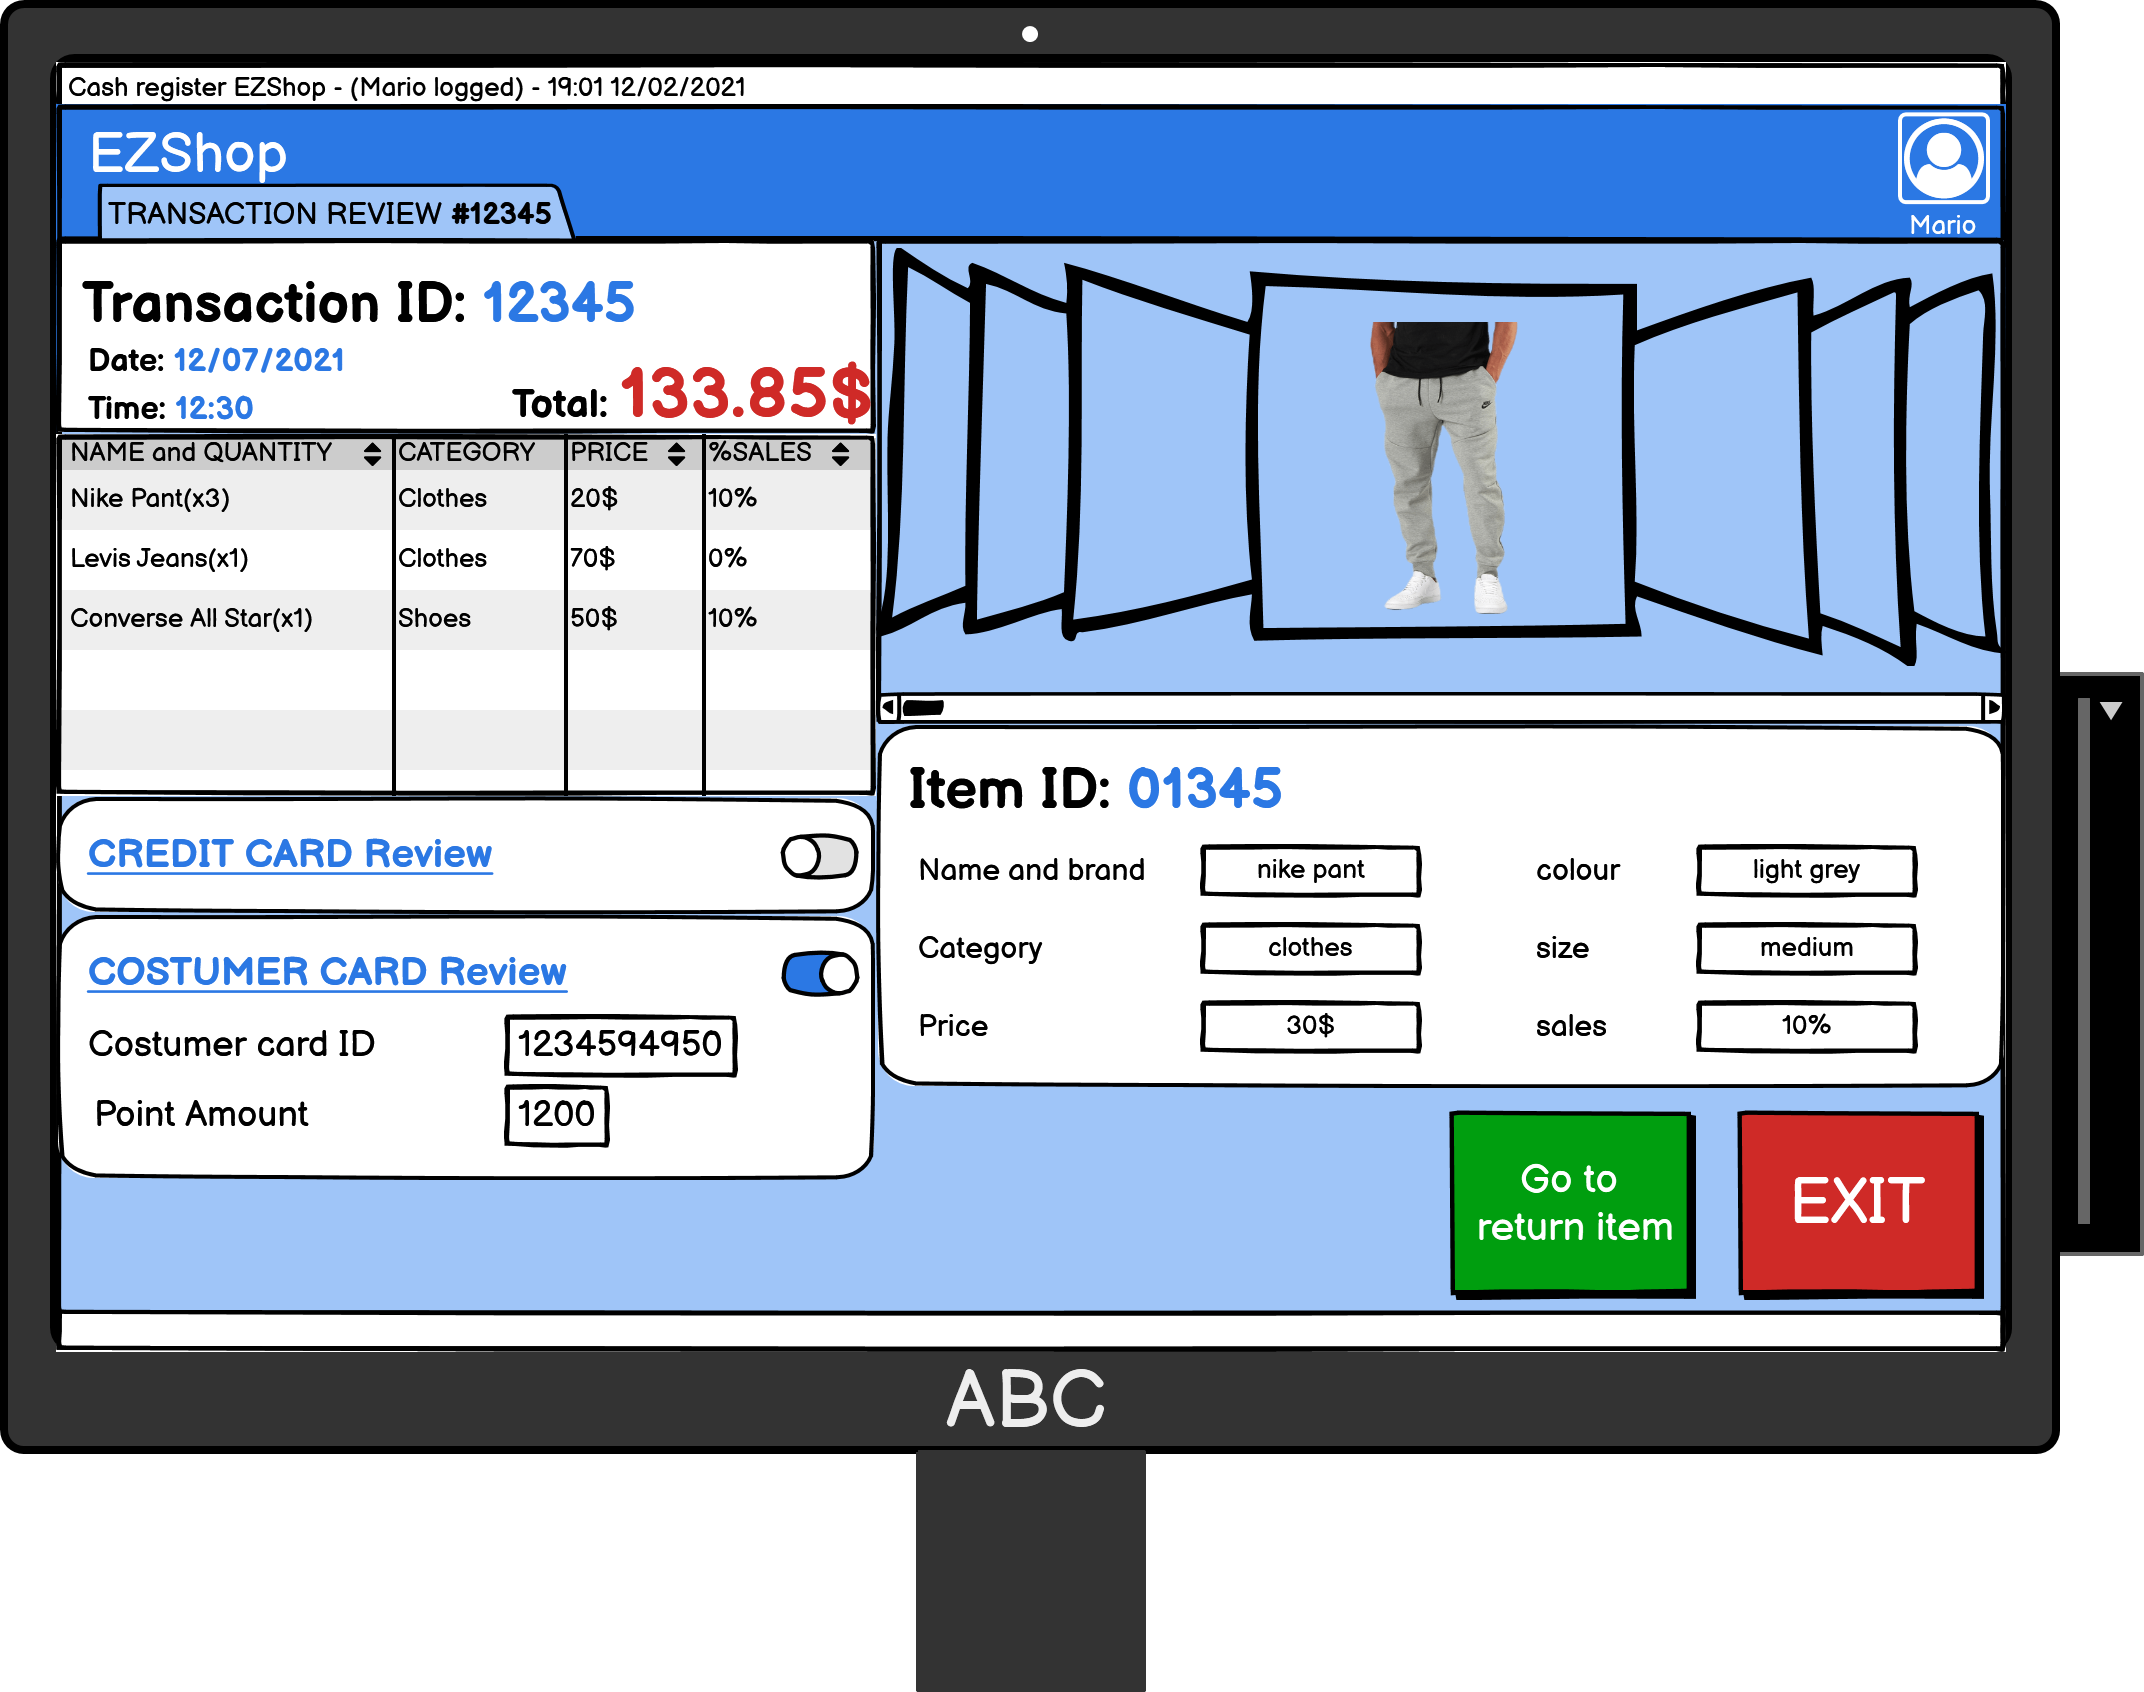 Cash register EZShop - (Mario logged) - 19:01 12/02/2021
EZShop
TRANSACTION REVIEW #12345
Mario
Transaction ID: 12345
Date: 12/07/2021
Time: 12:30
Total: 133.85$
NAME and QUANTITY CATEGORY PRICE %SALES
Nike Pant(x3) Clothes 20$ 10%
Levis Jeans(x1) Clothes 70$ 0%
Converse All Star(x1) Shoes 50$ 10%
CREDIT CARD Review
COSTUMER CARD Review
Costumer card ID 1234594950
Point Amount 1200
Item ID: 01345
Name and brand nike pant colour light grey
Category clothes size medium
Price 30$ sales 10%
Go to
return item
EXIT
ABC